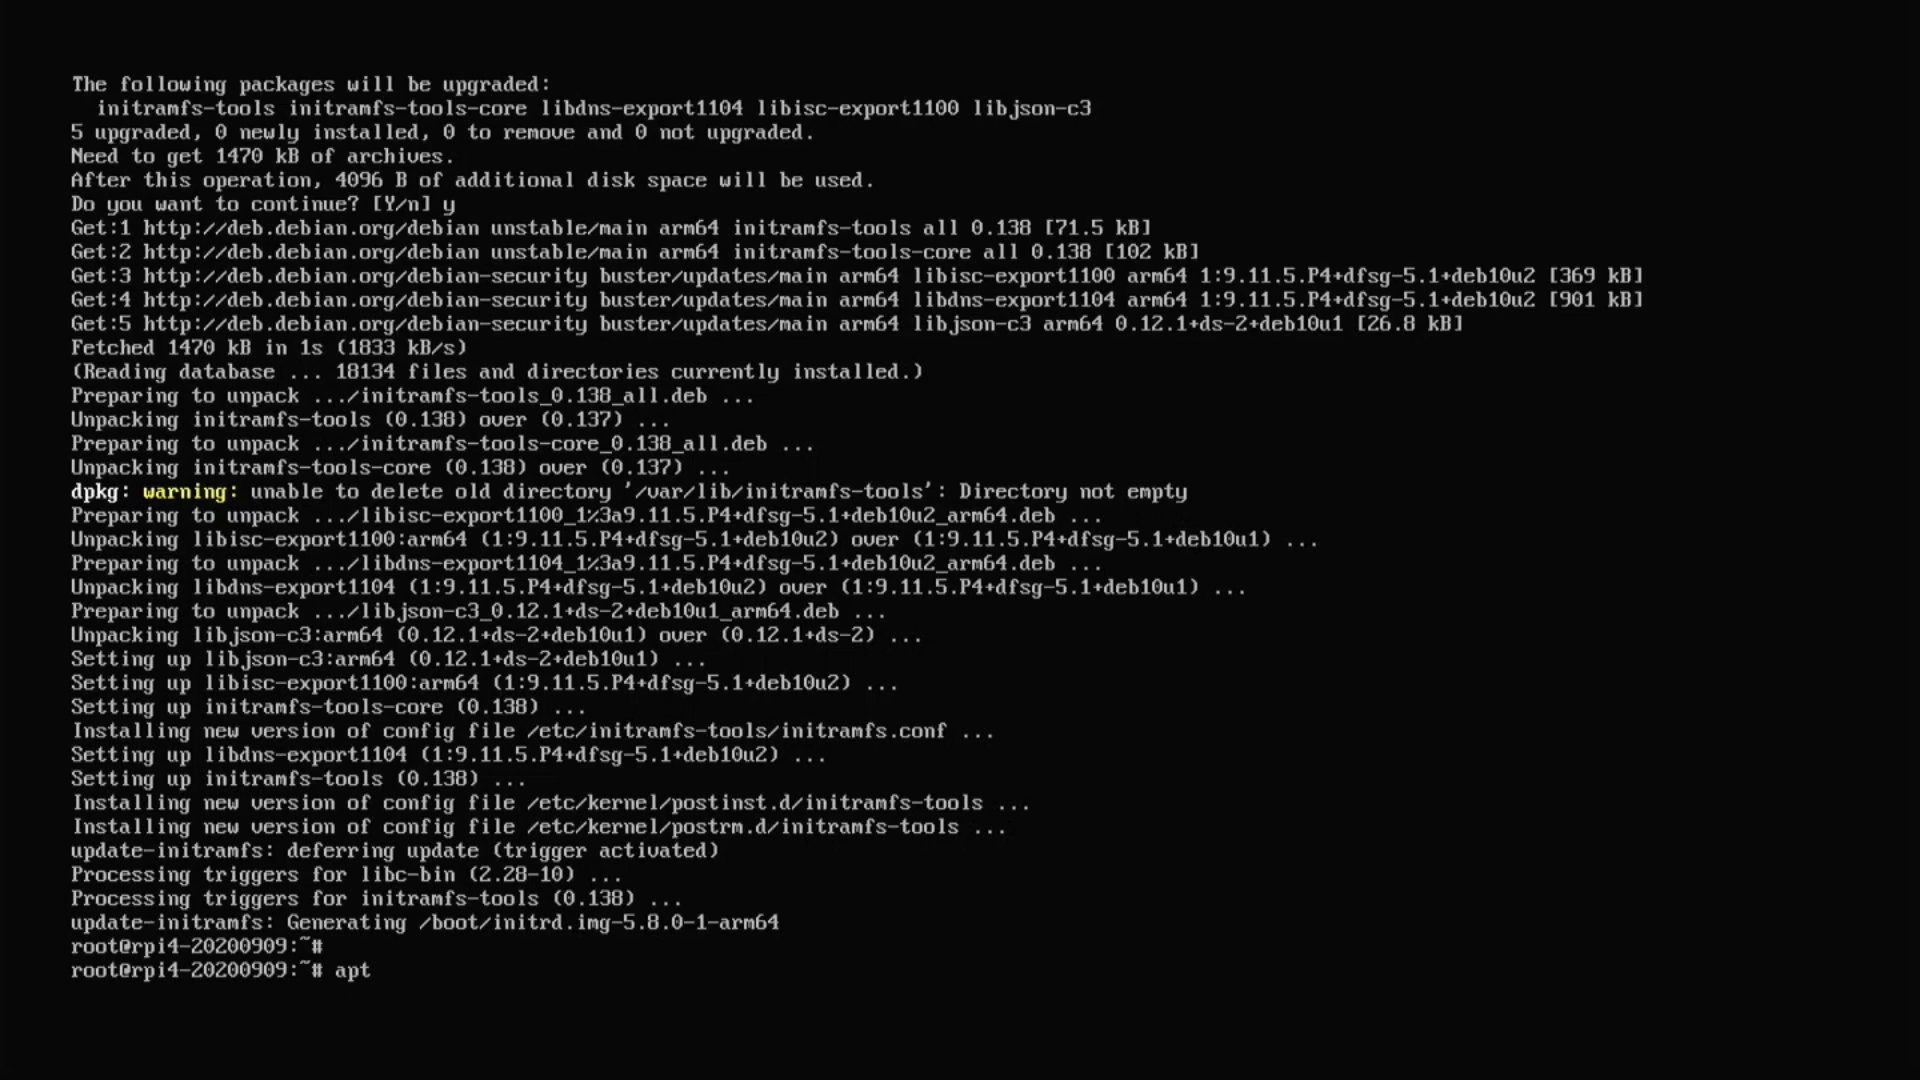 The following packages will be upgraded:
  initramfs-tools initramfs-tools-core libdns-export1104 libisc-export1100 libjson-c3
5 upgraded, 0 newly installed, 0 to remove and 0 not upgraded.
Need to get 1470 kB of archives.
After this operation, 4096 B of additional disk space will be used.
Do you want to continue? [Y/n] y
Get:1 http://deb.debian.org/debian unstable/main arm64 initramfs-tools all 0.138 [71.5 kB]
Get:2 http://deb.debian.org/debian unstable/main arm64 initramfs-tools-core all 0.138 [102 kB]
Get:3 http://deb.debian.org/debian-security buster/updates/main arm64 libisc-export1100 arm64 1:9.11.5.P4+dfsg-5.1+deb10u2 [369 kB]
Get:4 http://deb.debian.org/debian-security buster/updates/main arm64 libdns-export1104 arm64 1:9.11.5.P4+dfsg-5.1+deb10u2 [901 kB]
Get:5 http://deb.debian.org/debian-security buster/updates/main arm64 libjson-c3 arm64 0.12.1+ds-2+deb10u1 [26.8 kB]
Fetched 1470 kB in 1s (1833 kB/s)
(Reading database ... 18134 files and directories currently installed.)
Preparing to unpack .../initramfs-tools_0.138_all.deb ...
Unpacking initramfs-tools (0.138) over (0.137) ...
Preparing to unpack .../initramfs-tools-core_0.138_all.deb ...
Unpacking initramfs-tools-core (0.138) over (0.137) ...
dpkg: warning: unable to delete old directory '/var/lib/initramfs-tools': Directory not empty
Preparing to unpack .../libisc-export1100_1%3a9.11.5.P4+dfsg-5.1+deb10u2_arm64.deb ...
Unpacking libisc-export1100:arm64 (1:9.11.5.P4+dfsg-5.1+deb10u2) over (1:9.11.5.P4+dfsg-5.1+deb10u1) ...
Preparing to unpack .../libdns-export1104_1%3a9.11.5.P4+dfsg-5.1+deb10u2_arm64.deb ...
Unpacking libdns-export1104 (1:9.11.5.P4+dfsg-5.1+deb10u2) over (1:9.11.5.P4+dfsg-5.1+deb10u1) ...
Preparing to unpack .../libjson-c3_0.12.1+ds-2+deb10u1_arm64.deb ...
Unpacking libjson-c3:arm64 (0.12.1+ds-2+deb10u1) over (0.12.1+ds-2) ...
Setting up libjson-c3:arm64 (0.12.1+ds-2+deb10u1) ...
Setting up libisc-export1100:arm64 (1:9.11.5.P4+dfsg-5.1+deb10u2) ...
Setting up initramfs-tools-core (0.138) ...
Installing new version of config file /etc/initramfs-tools/initramfs.conf ...
Setting up libdns-export1104 (1:9.11.5.P4+dfsg-5.1+deb10u2) ...
Setting up initramfs-tools (0.138) ...
Installing new version of config file /etc/kernel/postinst.d/initramfs-tools ...
Installing new version of config file /etc/kernel/postrm.d/initramfs-tools ...
update-initramfs: deferring update (trigger activated)
Processing triggers for libc-bin (2.28-10) ...
Processing triggers for initramfs-tools (0.138) ...
update-initramfs: Generating /boot/initrd.img-5.8.0-1-arm64
root@rpi4-20200909:~#
root@rpi4-20200909:~# apt